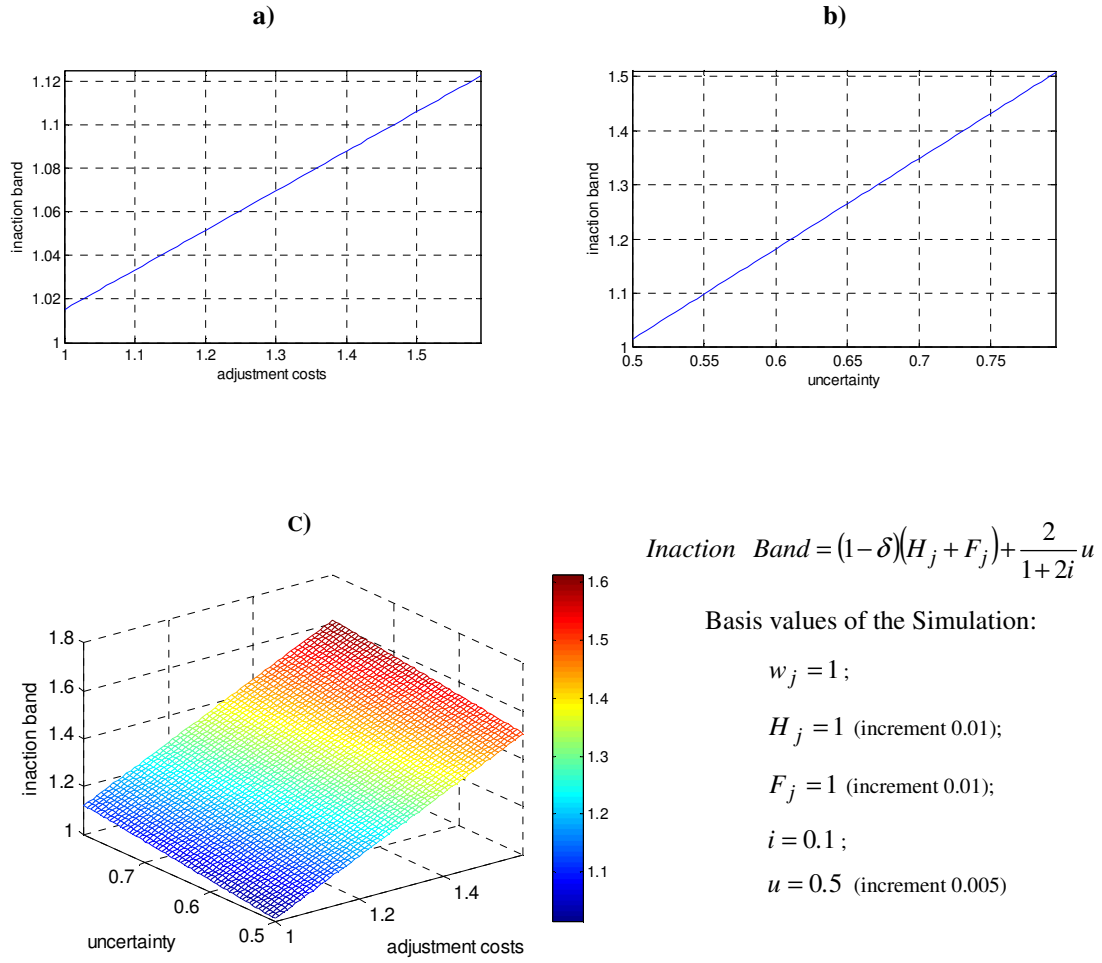 a)
1.12
1.1
1.08
1.06
1.04
1.02
1
inaction band
1 1.1 1.2 1.3 1.4 1.5
adjustment costs
b)
1.5
1.4
1.3
1.2
1.1
1
inaction band
0.5 0.55 0.6 0.65 0.7 0.75
uncertainty
c)
1.8
1.6
1.4
1.2
1
inaction band
0.7
0.6
0.5
uncertainty
1
1.2
1.4
adjustment costs
1.6
1.5
1.4
1.3
1.2
1.1
Inaction Band = (1 − δ)(H_j + F_j) + \frac{2}{1 + 2i} u
Basis values of the Simulation:
w_j = 1 ;
H_j = 1 (increment 0.01);
F_j = 1 (increment 0.01);
i = 0.1 ;
u = 0.5 (increment 0.005)